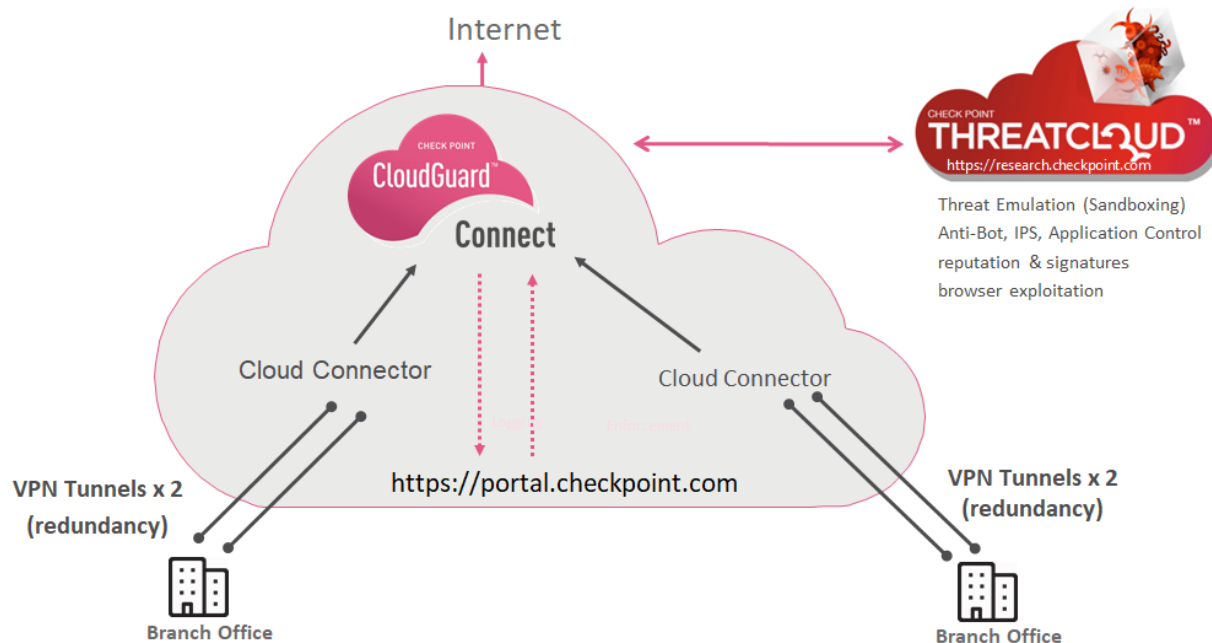 Internet
CHECK POINT
CloudGuard™
Connect
CHECK POINT
THREATCLOUD™
https://research.checkpoint.com
Threat Emulation (Sandboxing)
Anti-Bot, IPS, Application Control
reputation & signatures
browser exploitation
Cloud Connector
Cloud Connector
Enforcement
https://portal.checkpoint.com
VPN Tunnels x 2
(redundancy)
VPN Tunnels x 2
(redundancy)
Branch Office
Branch Office